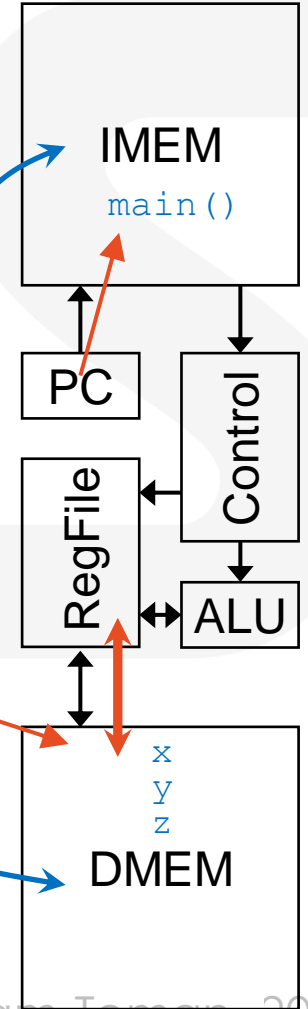 IMEM
main()
PC
Control
RegFile
ALU
x
y
z
DMEM